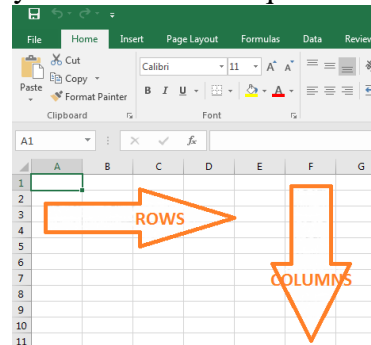 File Home Insert Page Layout Formulas Data Review
Cut
Calibri 11 A A
Copy
Paste
Format Painter
B I U A
Clipboard Font
A1 fx
A B C D E F G
1
2
3
ROWS
4
5
6
7
COLUMNS
8
9
10
11